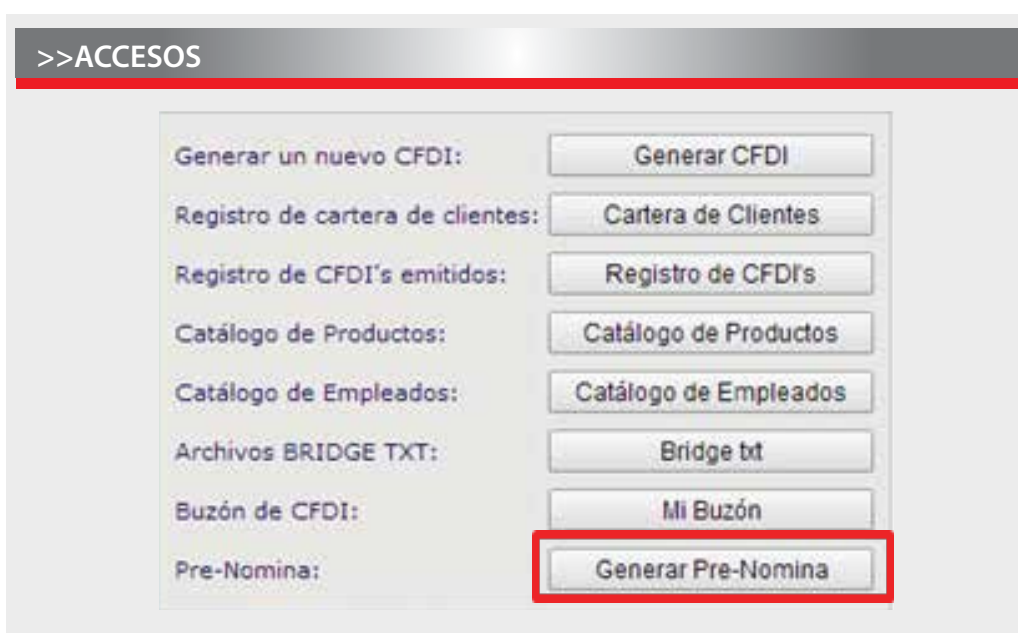 >>ACCESOS
Generar un nuevo CFDI: Generar CFDI
Registro de cartera de clientes: Cartera de Clientes
Registro de CFDI's emitidos: Registro de CFDI's
Catálogo de Productos: Catálogo de Productos
Catálogo de Empleados: Catálogo de Empleados
Archivos BRIDGE TXT: Bridge txt
Buzón de CFDI: Mi Buzón
Pre-Nomina: Generar Pre-Nomina